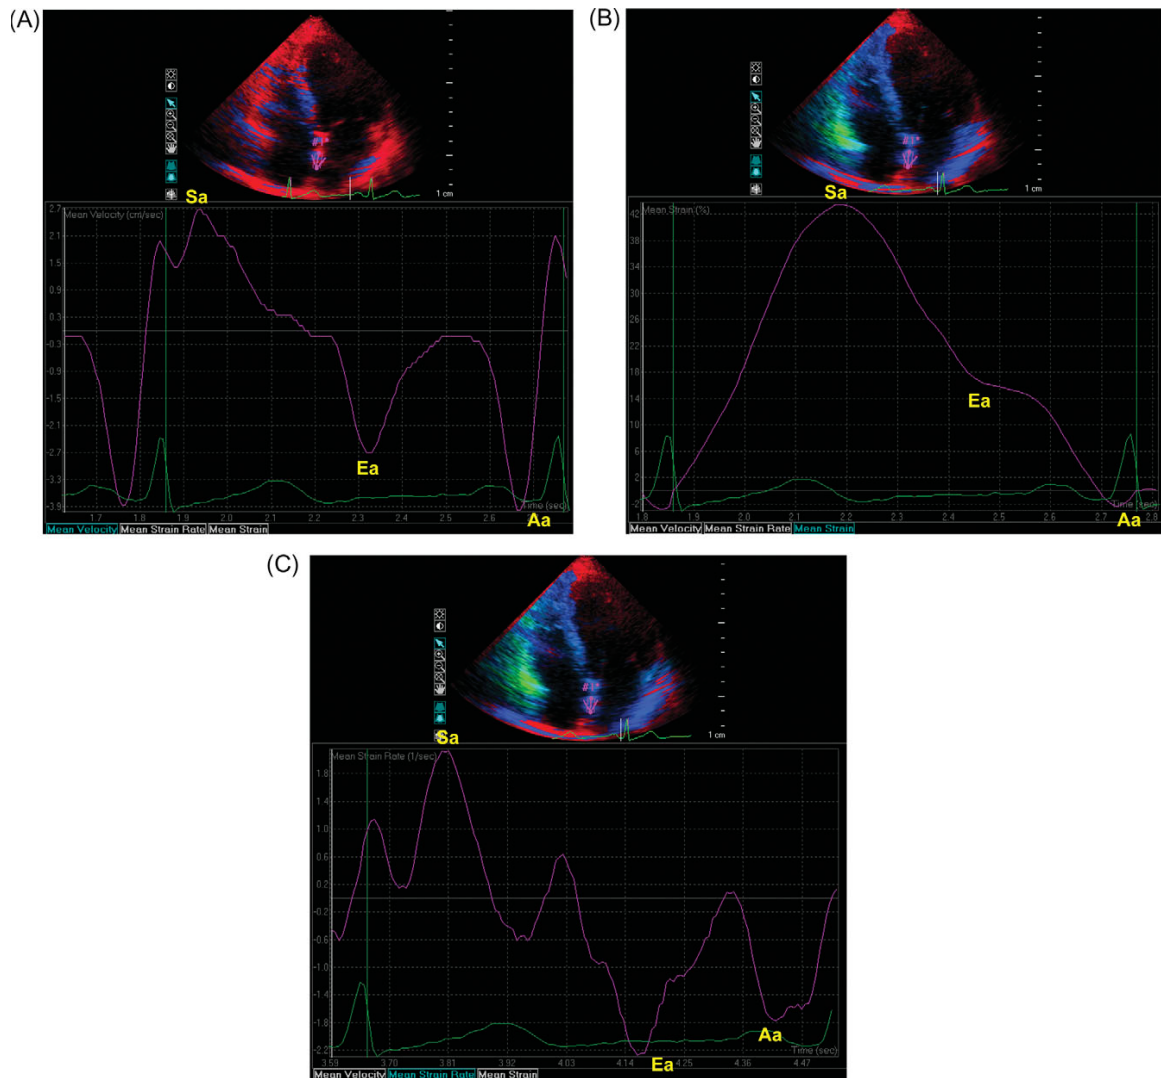 (A)
1 cm
Sa
Mean Velocity (cm/sec)
2.7
2.1
1.5
0.9
0.3
-0.3
-0.9
-1.5
-2.1
-2.7
-3.3
-3.9
Ea
Time (sec)
1.7 1.8 1.9 2.0 2.1 2.2 2.3 2.4 2.5 2.6
Aa
Mean Velocity Mean Strain Rate Mean Strain
(B)
1 cm
Sa
Mean Strain (%)
42
38
34
30
26
22
18
14
10
6
2
-2
Ea
Time (sec)
1.8 1.9 2.0 2.1 2.2 2.3 2.4 2.5 2.6 2.7 2.8
Aa
Mean Velocity Mean Strain Rate Mean Strain
(C)
1 cm
Sa
Mean Strain Rate (1/sec)
1.8
1.4
1.0
0.6
0.2
-0.2
-0.6
-1.0
-1.4
-1.8
-2.2
Aa
Ea
Time (sec)
3.59 3.70 3.81 3.92 4.03 4.14 4.25 4.36 4.47
Mean Velocity Mean Strain Rate Mean Strain